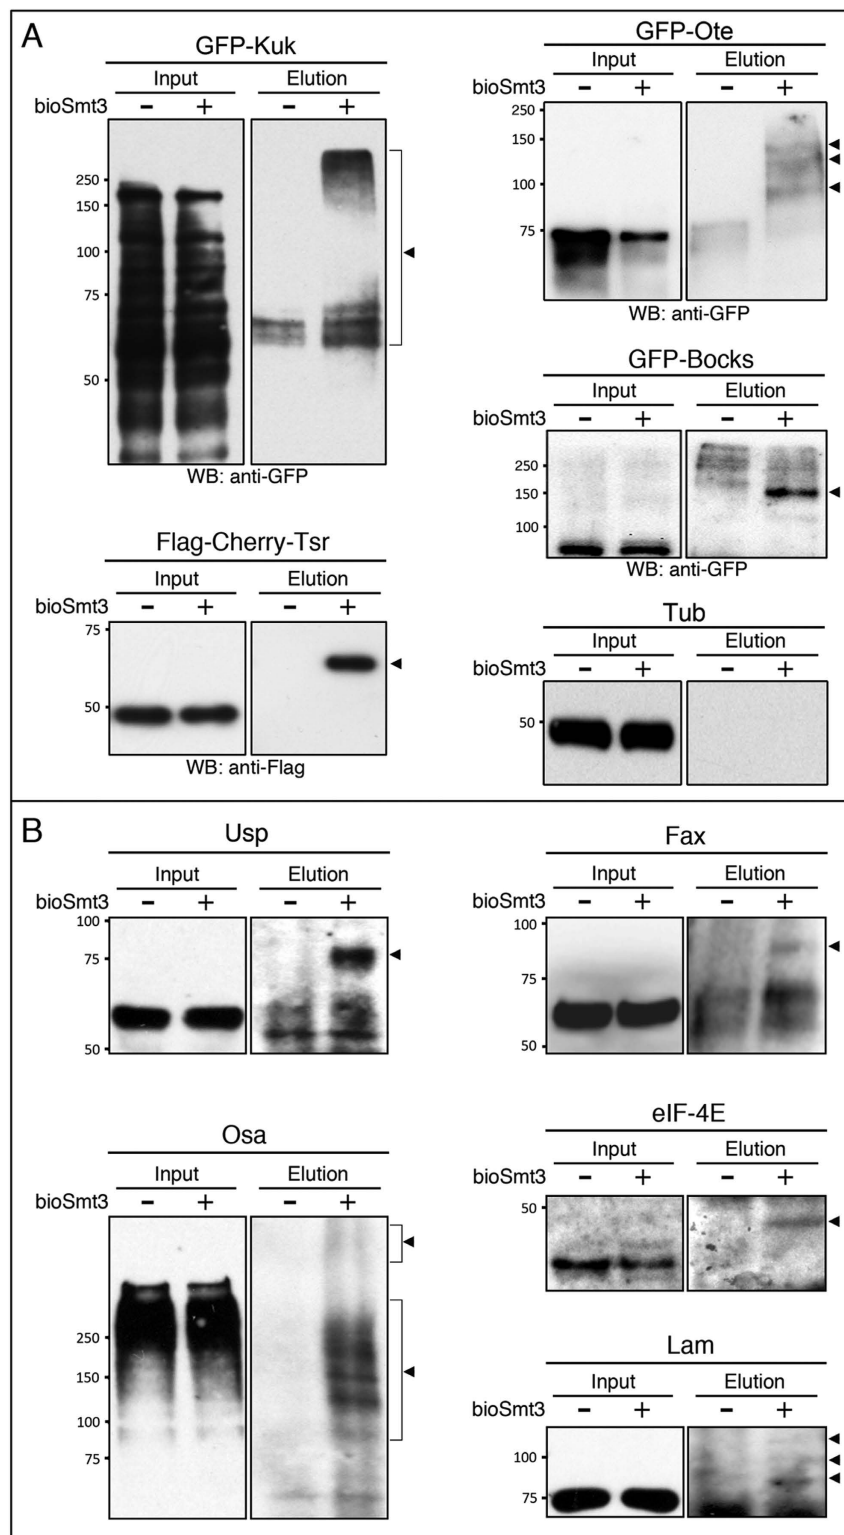 A
GFP-Kuk
Input Elution
bioSmt3 - + - +
250
150
100
75
50
WB: anti-GFP
Flag-Cherry-Tsr
Input Elution
bioSmt3 - + - +
75
50
WB: anti-Flag
GFP-Ote
Input Elution
bioSmt3 - + - +
250
150
100
75
WB: anti-GFP
GFP-Bocks
Input Elution
bioSmt3 - + - +
250
150
100
WB: anti-GFP
Tub
Input Elution
bioSmt3 - + - +
50
B
Usp
Input Elution
bioSmt3 - + - +
100
75
50
Osa
Input Elution
bioSmt3 - + - +
250
150
100
75
Fax
Input Elution
bioSmt3 - + - +
100
75
50
eIF-4E
Input Elution
bioSmt3 - + - +
50
Lam
Input Elution
bioSmt3 - + - +
100
75